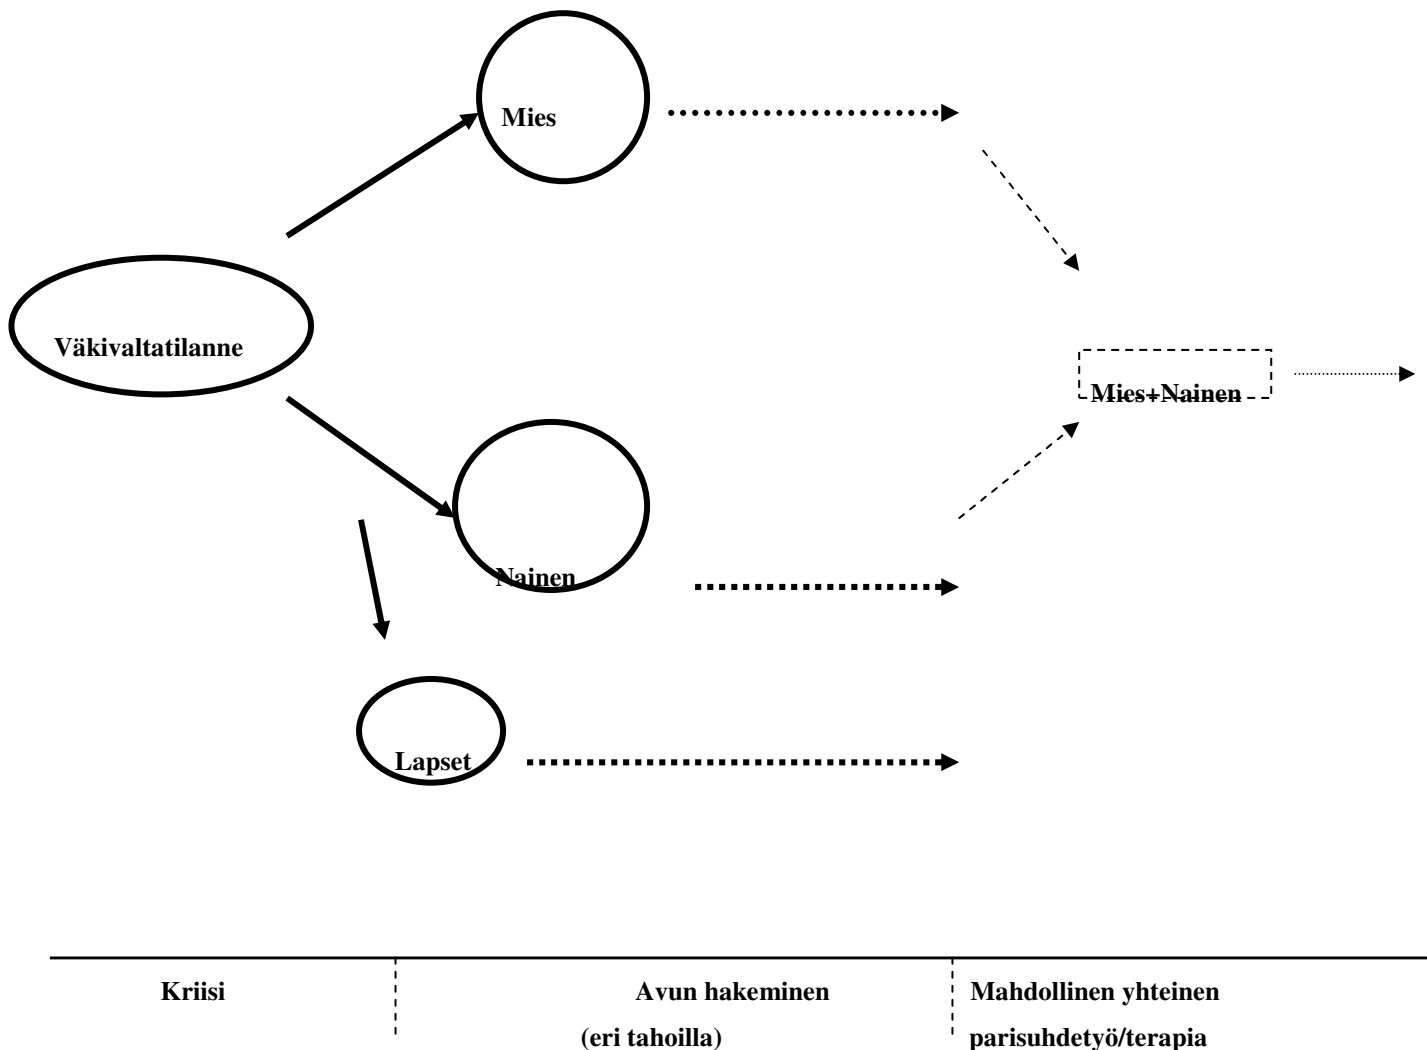 Mies
Väkivaltatilanne
Mies+Nainen
Nainen
Lapset
Kriisi
Avun hakeminen
(eri tahoilla)
Mahdollinen yhteinen
parisuhdetyö/terapia